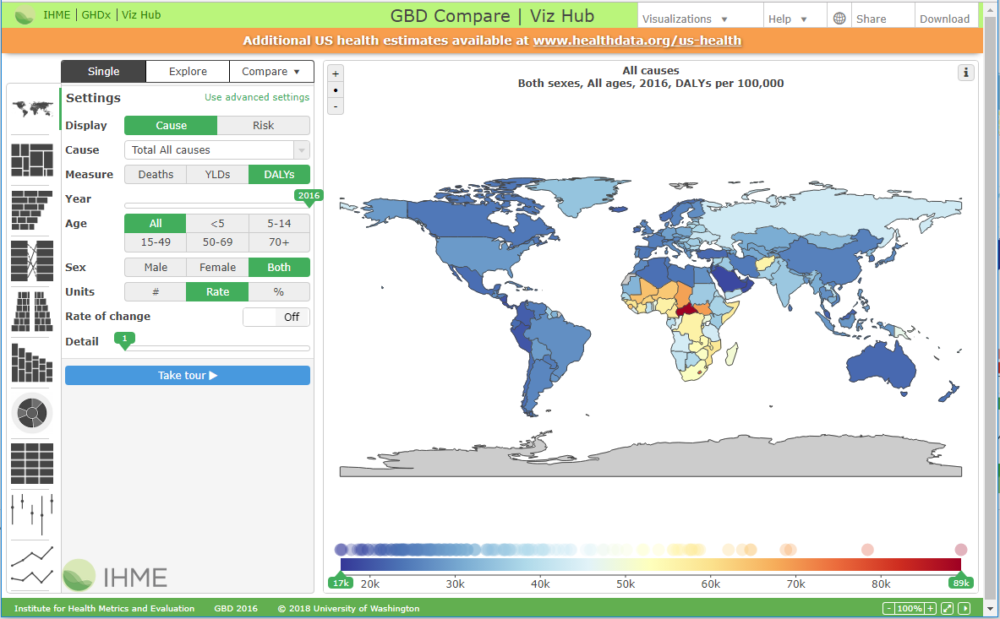 IHME | GHDx | Viz Hub
GBD Compare | Viz Hub
Visualizations ▼
Help ▼
Share
Download
Additional US health estimates available at www.healthdata.org/us-health
Single
Explore
Compare ▼
Settings
Use advanced settings
Display
Cause
Risk
Cause
Total All causes
Measure
Deaths
YLDs
DALYs
Year
2016
Age
All
<5
5-14
15-49
50-69
70+
Sex
Male
Female
Both
Units
#
Rate
%
Rate of change
Off
Detail
1
Take tour ▶
IHME
+
•
-
All causes
Both sexes, All ages, 2016, DALYs per 100,000
i
17k
20k
30k
40k
50k
60k
70k
80k
89k
Institute for Health Metrics and Evaluation
GBD 2016
© 2018 University of Washington
- 100% +